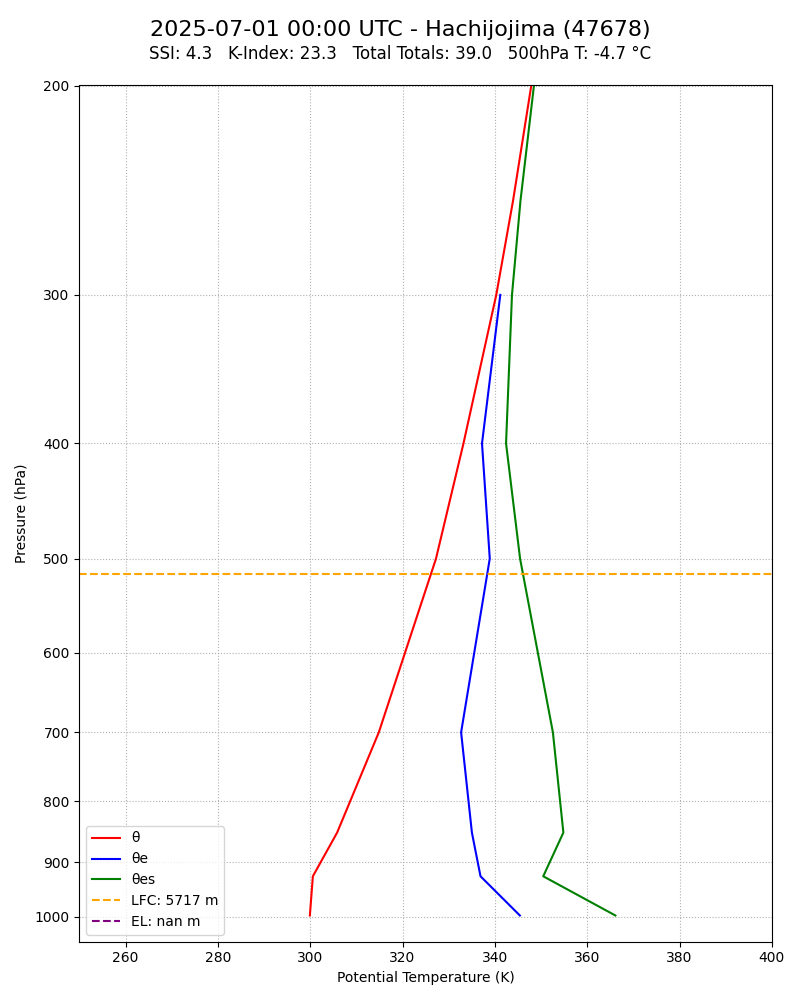 2025-07-01 00:00 UTC - Hachijojima (47678)
SSI: 4.3 K-Index: 23.3 Total Totals: 39.0 500hPa T: -4.7 °C
200
300
400
500
600
700
800
900
1000
Pressure (hPa)
θ
θe
θes
LFC: 5717 m
EL: nan m
260 280 300 320 340 360 380 400
Potential Temperature (K)